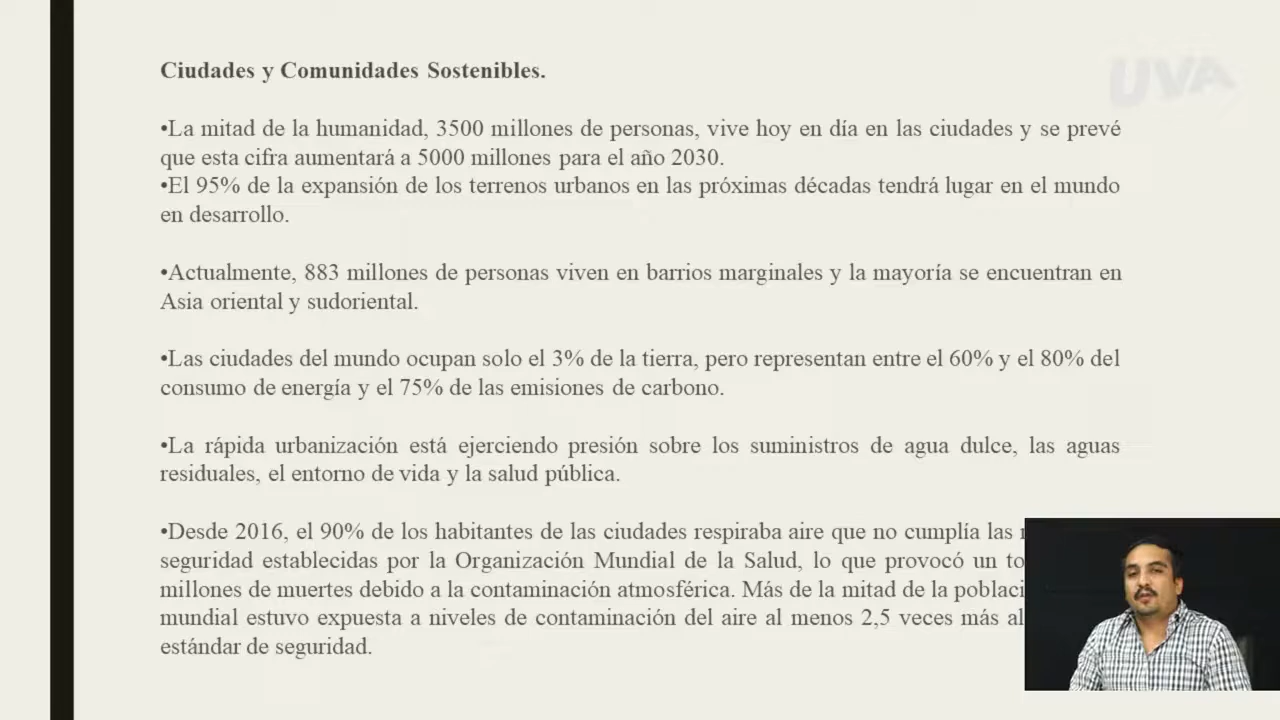 UVA
Ciudades y Comunidades Sostenibles.
•La mitad de la humanidad, 3500 millones de personas, vive hoy en día en las ciudades y se prevé
que esta cifra aumentará a 5000 millones para el año 2030.
•El 95% de la expansión de los terrenos urbanos en las próximas décadas tendrá lugar en el mundo
en desarrollo.
•Actualmente, 883 millones de personas viven en barrios marginales y la mayoría se encuentran en
Asia oriental y sudoriental.
•Las ciudades del mundo ocupan solo el 3% de la tierra, pero representan entre el 60% y el 80% del
consumo de energía y el 75% de las emisiones de carbono.
•La rápida urbanización está ejerciendo presión sobre los suministros de agua dulce, las aguas
residuales, el entorno de vida y la salud pública.
•Desde 2016, el 90% de los habitantes de las ciudades respiraba aire que no cumplía las
seguridad establecidas por la Organización Mundial de la Salud, lo que provocó un
millones de muertes debido a la contaminación atmosférica. Más de la mitad de la
mundial estuvo expuesta a niveles de contaminación del aire al menos 2,5 veces más
estándar de seguridad.